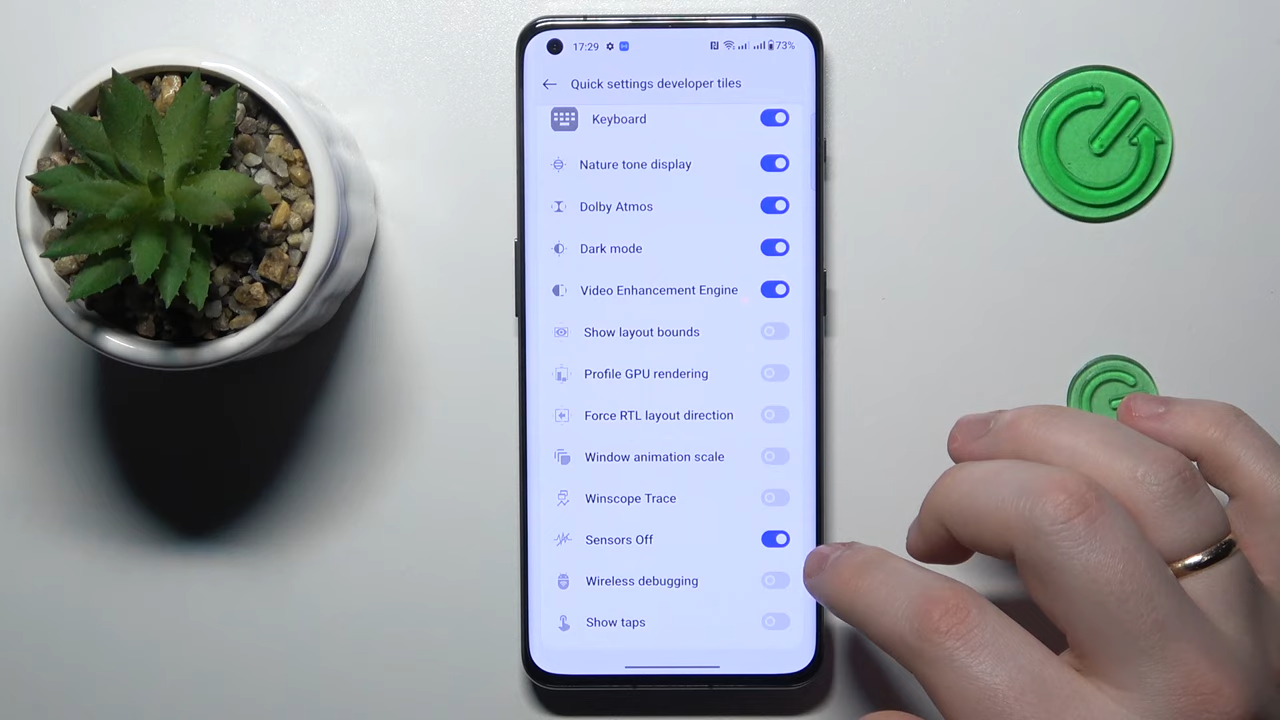 17:29 73%
Quick settings developer tiles
Keyboard
Nature tone display
Dolby Atmos
Dark mode
Video Enhancement Engine
Show layout bounds
Profile GPU rendering
Force RTL layout direction
Window animation scale
Winscope Trace
Sensors Off
Wireless debugging
Show taps